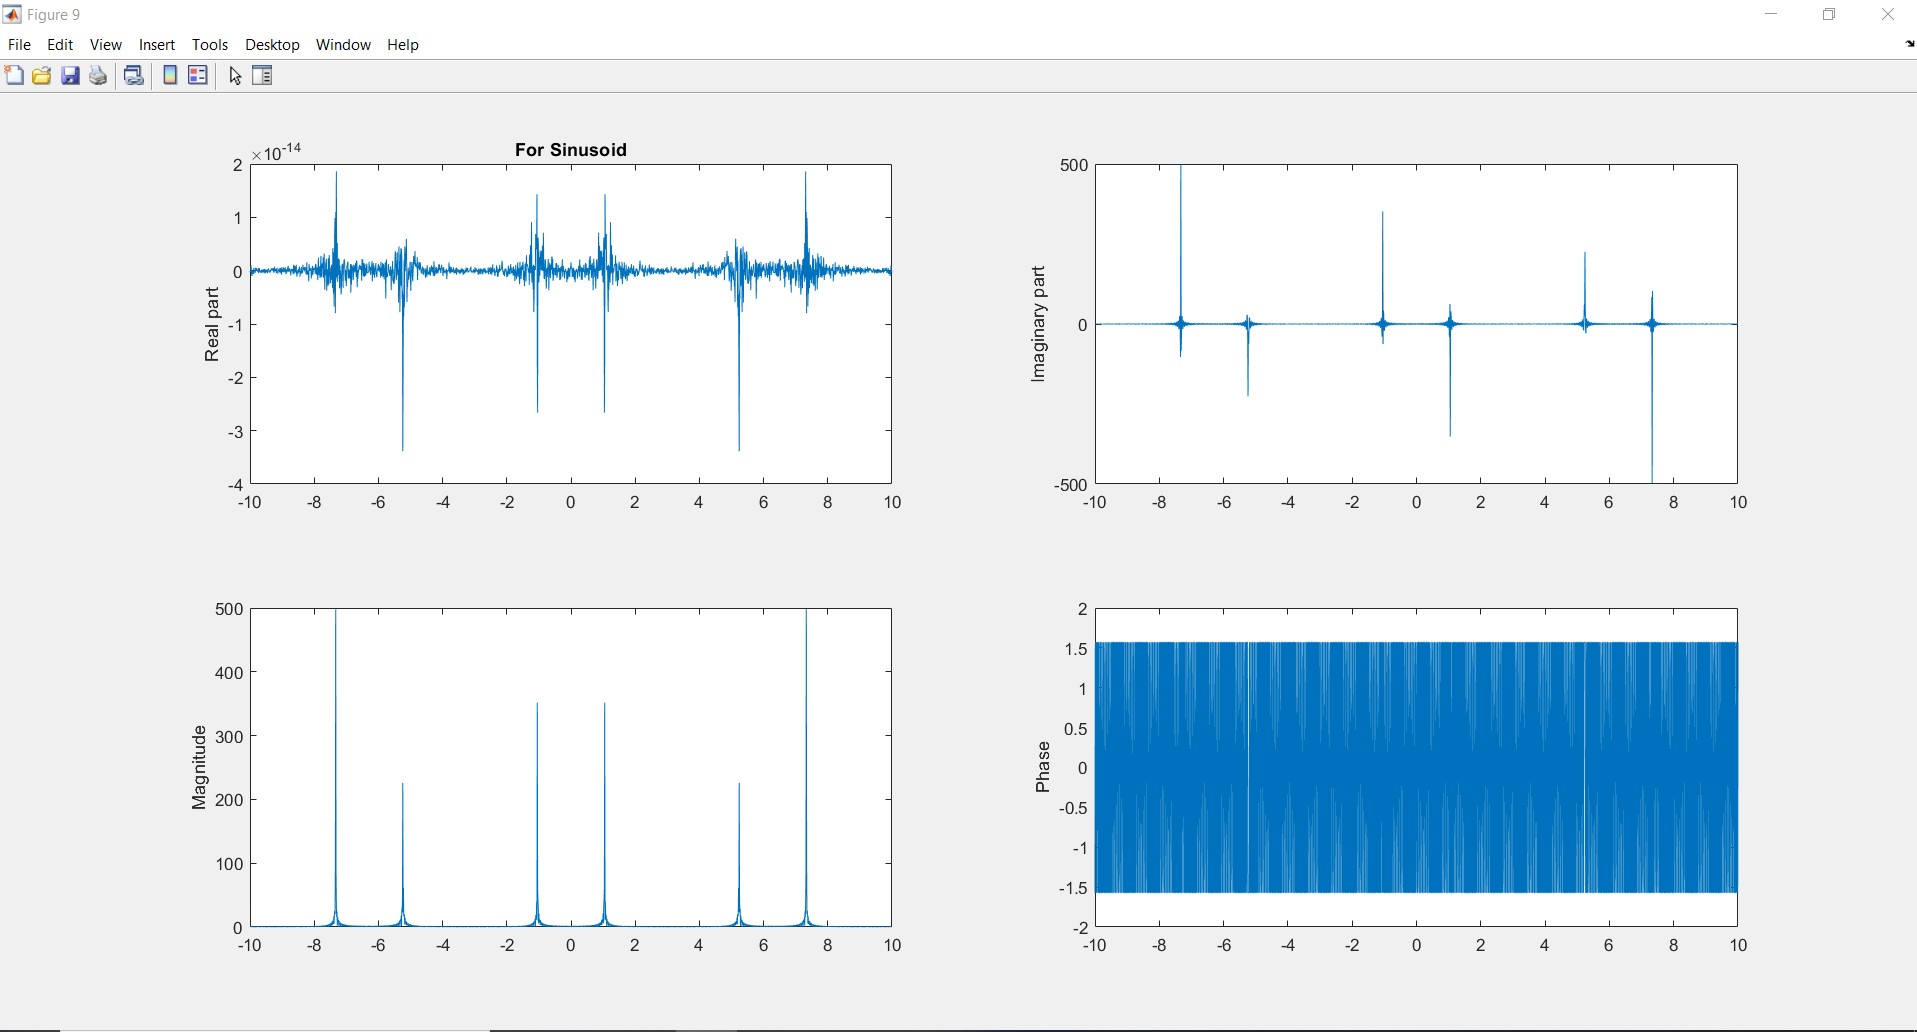 Figure 9
File Edit View Insert Tools Desktop Window Help
×10^-14
For Sinusoid
2
1
0
-1
-2
-3
-4
Real part
-10 -8 -6 -4 -2 0 2 4 6 8 10
500
0
-500
Imaginary part
-10 -8 -6 -4 -2 0 2 4 6 8 10
500
400
300
200
100
0
Magnitude
-10 -8 -6 -4 -2 0 2 4 6 8 10
2
1.5
1
0.5
0
-0.5
-1
-1.5
-2
Phase
-10 -8 -6 -4 -2 0 2 4 6 8 10